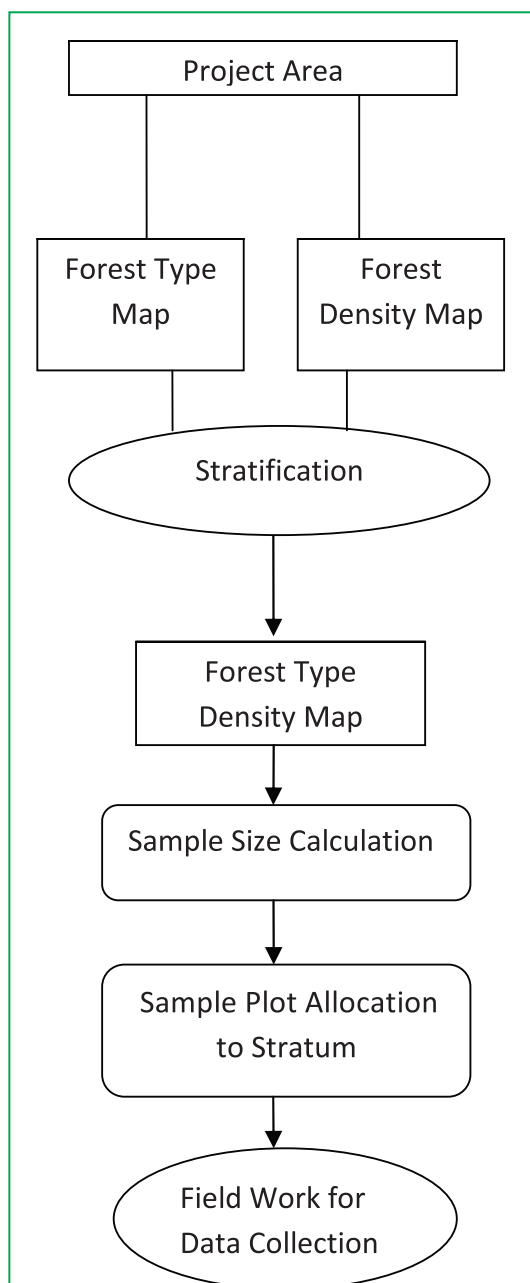 Project Area
Forest Type
Map
Forest
Density Map
Stratification
Forest Type
Density Map
Sample Size Calculation
Sample Plot Allocation
to Stratum
Field Work for
Data Collection